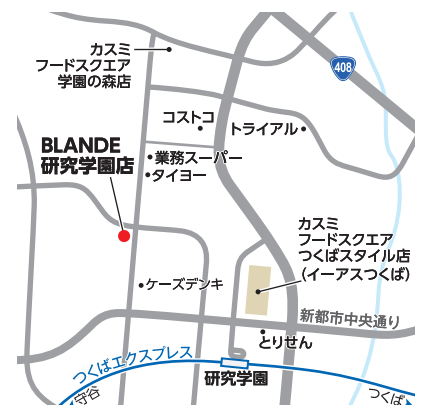 カスミ
フードスクエア
学園の森店
408
コストコ
トライアル
BLANDE
研究学園店
業務スーパー
タイヨー
カスミ
フードスクエア
つくばスタイル店
(イーアスつくば)
ケーズデンキ
新都市中央通り
とりせん
つくばエクスプレス
研究学園
守谷
つくば